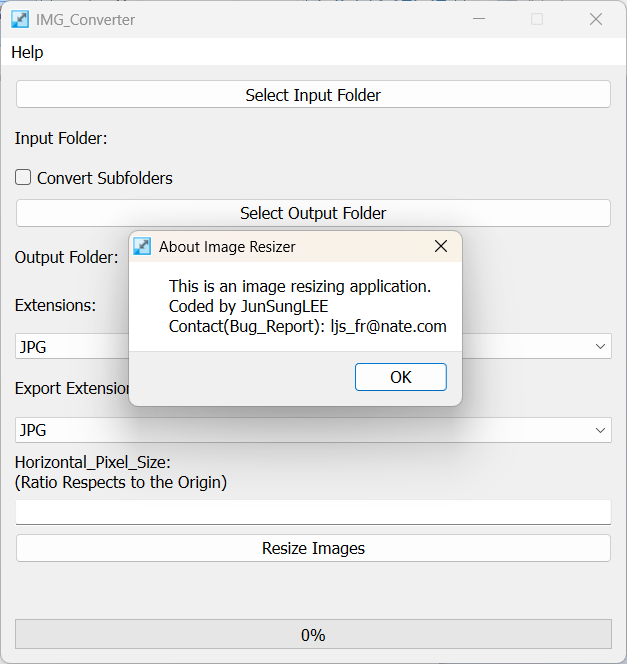 IMG_Converter
Help
Select Input Folder
Input Folder:
Convert Subfolders
Select Output Folder
Output Folder:
About Image Resizer
This is an image resizing application.
Coded by JunSungLEE
Contact(Bug_Report): ljs_fr@nate.com
OK
Extensions:
JPG
Export Extension
JPG
Horizontal_Pixel_Size:
(Ratio Respects to the Origin)
Resize Images
0%